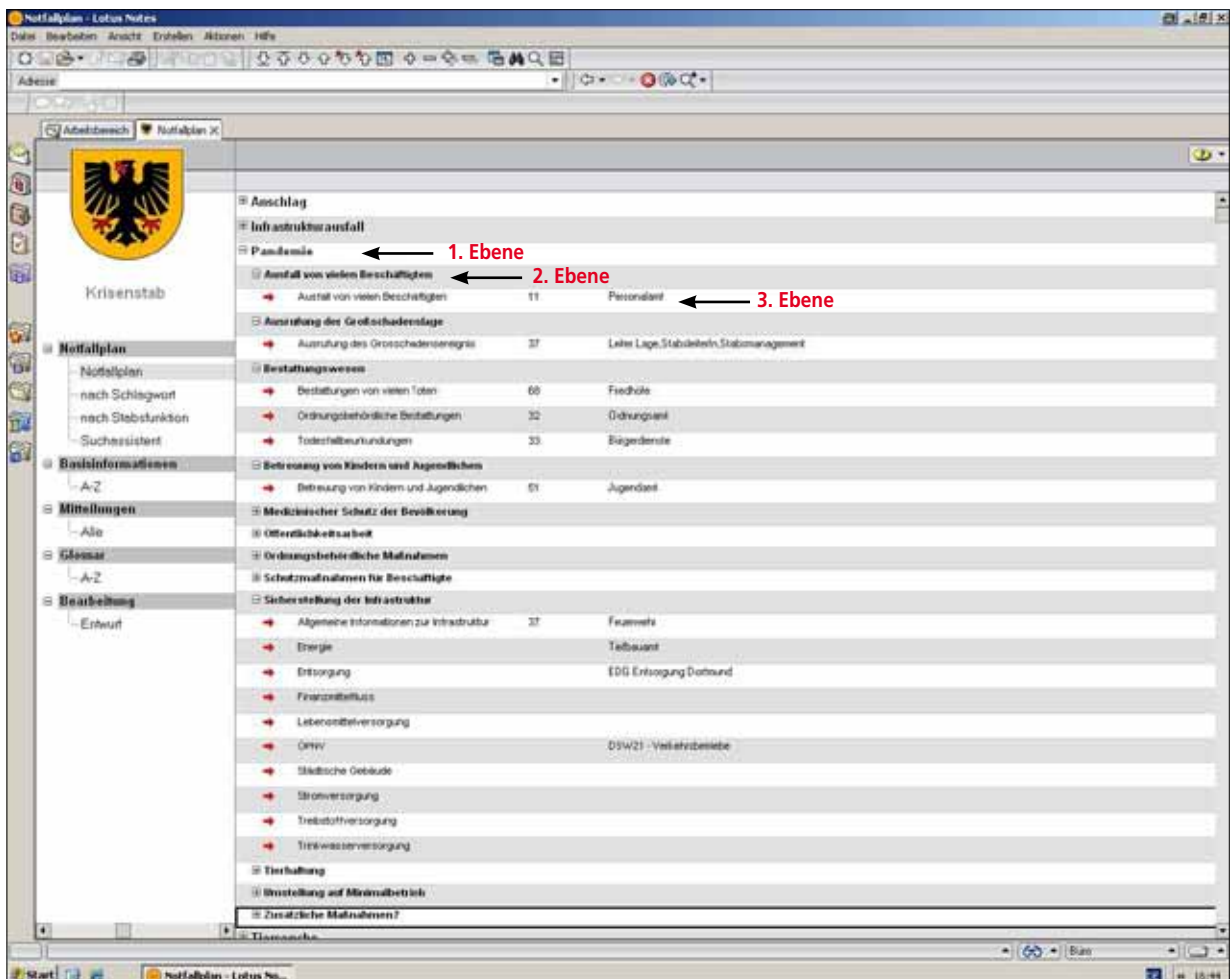 Notfallplan - Lotus Notes
Datei Bearbeiten Ansicht Erstellen Aktionen Hilfe
Adresse
Arbeitsbereich Notfallplan
Krisenstab
Notfallplan
Notfallplan
nach Schlagwort
nach Stabsfunktion
Suchassistent
Basisinformationen
A-Z
Mitteilungen
Alle
Glossar
A-Z
Bearbeitung
Entwurf
Anschlag
Infrastrukturausfall
Pandemie 1. Ebene
Ausfall von vielen Beschäftigten 2. Ebene
Ausfall von vielen Beschäftigten 11 Personalamt 3. Ebene
Ausrufung der Großschadenslage
Ausrufung des Grosschadensereignis 37 Leiter Lage,StabsleiterIn,Stabsmanagement
Bestattungswesen
Bestattungen von vielen Toten 68 Friedhöfe
Ordnungsbehördliche Bestattungen 32 Ordnungsamt
Todesfallbeurkundungen 33 Bürgerdienste
Betreuung von Kindern und Jugendlichen
Betreuung von Kindern und Jugendlichen 51 Jugendamt
Medizinischer Schutz der Bevölkerung
Öffentlichkeitsarbeit
Ordnungsbehördliche Maßnahmen
Schutzmaßnahmen für Beschäftigte
Sicherstellung der Infrastruktur
Allgemeine Informationen zur Infrastruktur 37 Feuerwehr
Energie Tiefbauamt
Entsorgung EDG Entsorgung Dortmund
Finanzmittelfluss
Lebensmittelversorgung
ÖPNV DSW21 - Verkehrsbetriebe
Städtische Gebäude
Stromversorgung
Treibstoffversorgung
Trinkwasserversorgung
Tierhaltung
Umstellung auf Minimalbetrieb
Zusätzliche Maßnahmen?
Büro
Start Notfallplan - Lotus No...